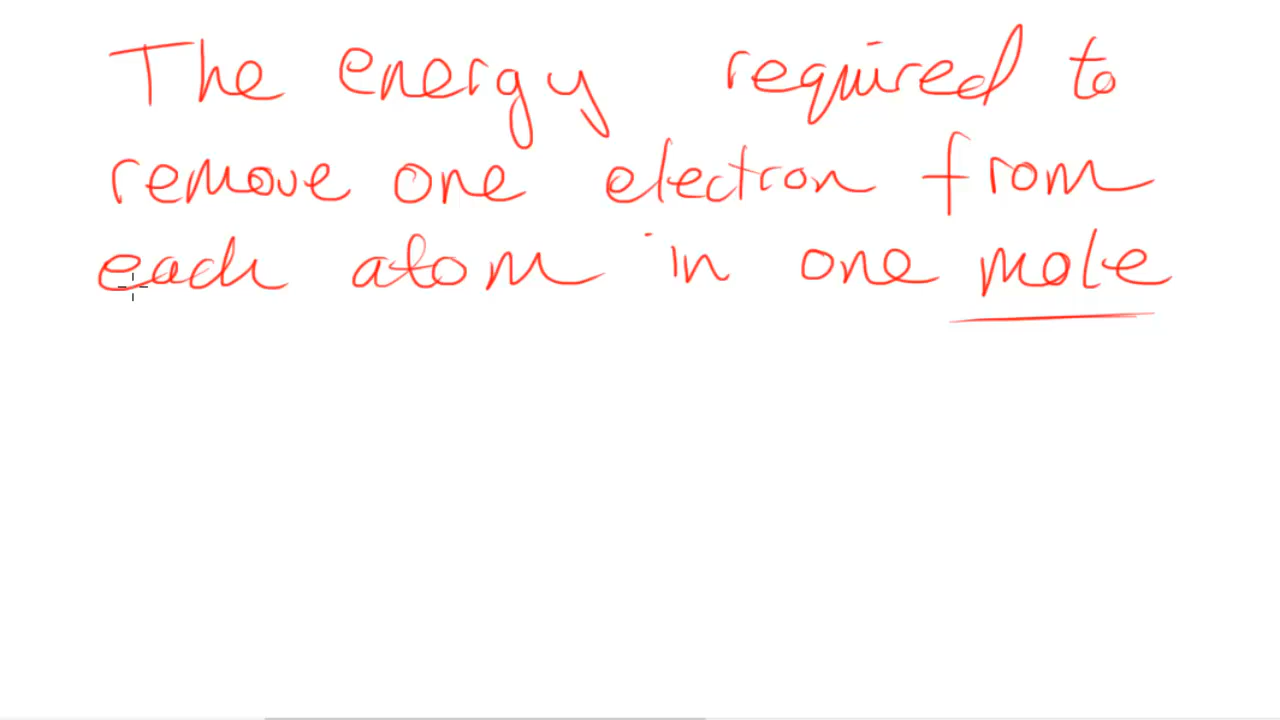 The energy required to
remove one electron from
each atom in one mole